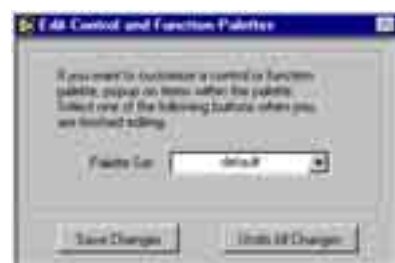 Edit Control and Function Palettes
If you want to customize a control or function
palette, popup on items within the palette.
Select one of the following buttons when you
are finished editing.
Palette Set: default
Save Changes Undo All Changes